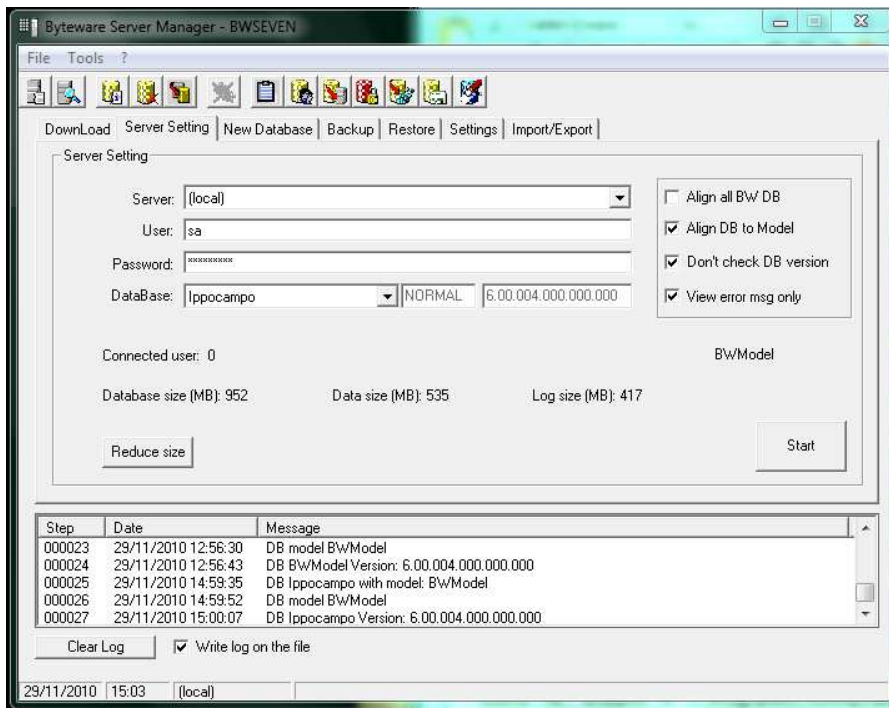 Byteware Server Manager - BWSEVEN
File Tools ?
DownLoad Server Setting New Database Backup Restore Settings Import/Export
Server Setting
Server: (local)
Align all BW DB
User: sa
Align DB to Model
Password: *********
Don't check DB version
DataBase: Ippocampo NORMAL 6.00.004.000.000.000
View error msg only
Connected user: 0
BWModel
Database size (MB): 952 Data size (MB): 535 Log size (MB): 417
Reduce size
Start
Step Date Message
000023 29/11/2010 12:56:30 DB model BWModel
000024 29/11/2010 12:56:43 DB BWModel Version: 6.00.004.000.000.000
000025 29/11/2010 14:59:35 DB Ippocampo with model: BWModel
000026 29/11/2010 14:59:52 DB model BWModel
000027 29/11/2010 15:00:07 DB Ippocampo Version: 6.00.004.000.000.000
Clear Log Write log on the file
29/11/2010 15:03 (local)